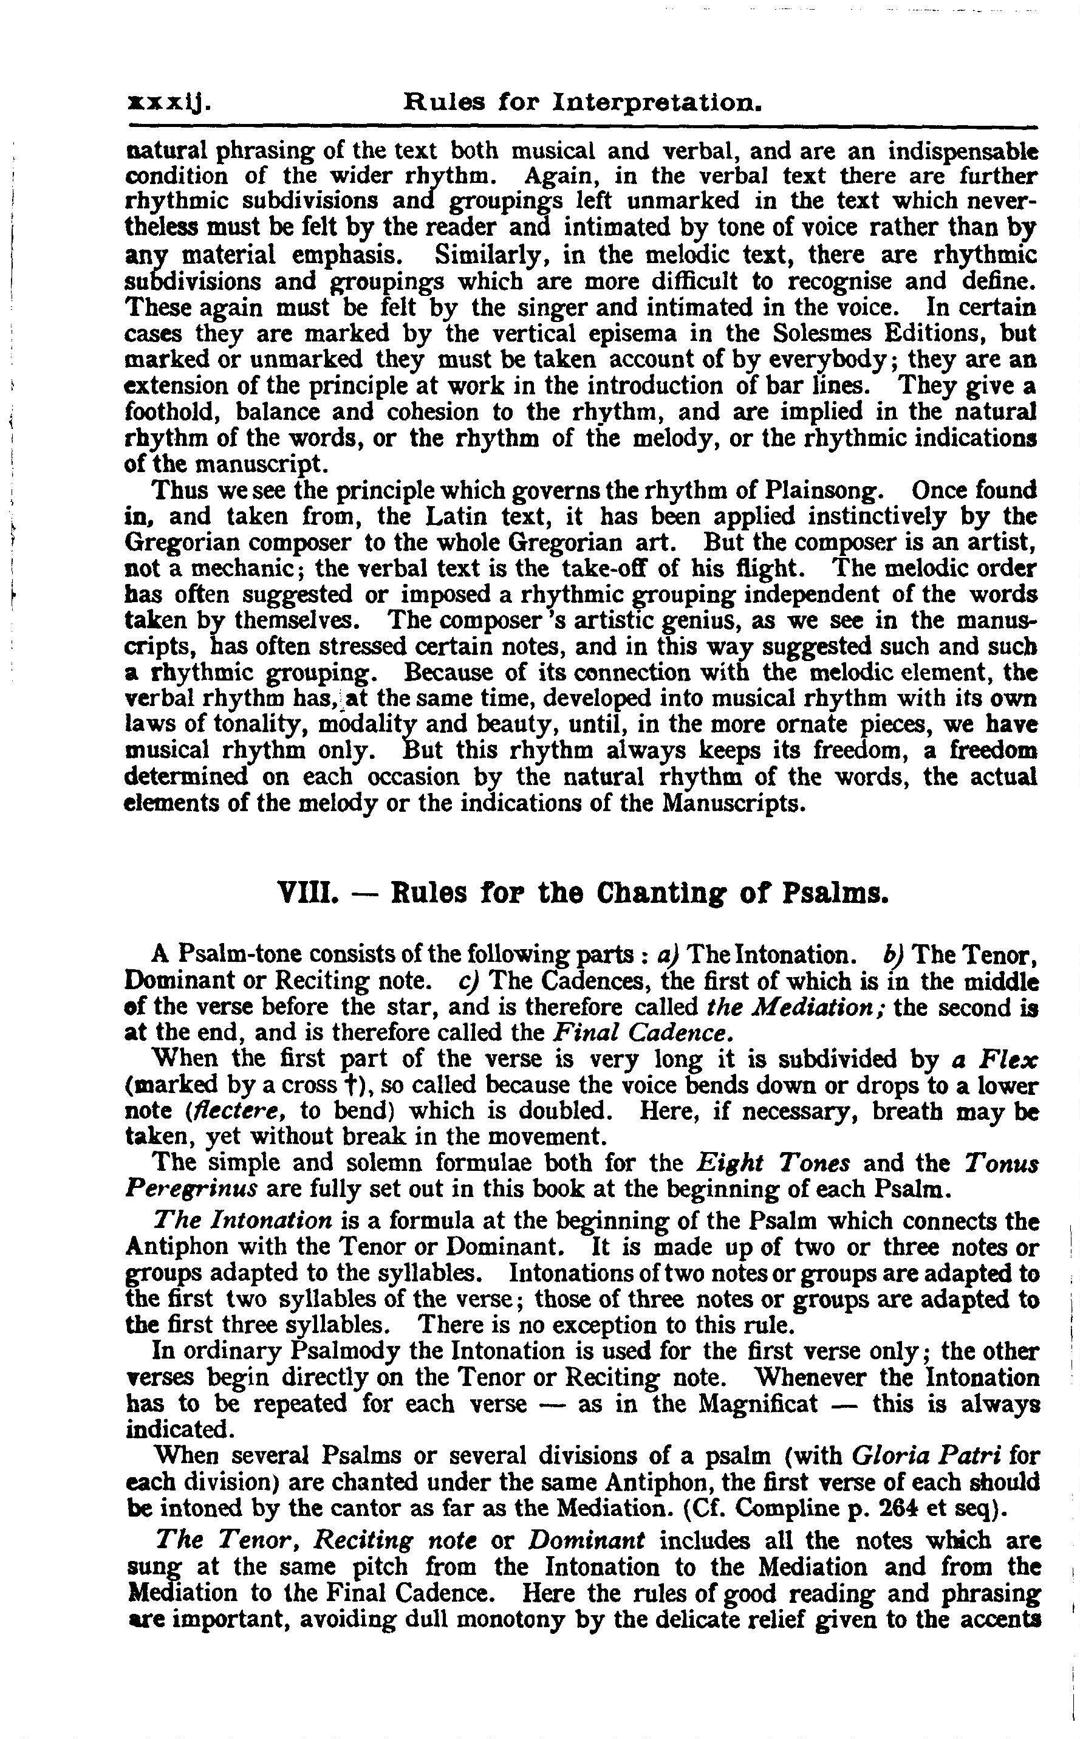 xxxij. Rules for Interpretation.
natural phrasing of the text both musical and verbal, and are an indispensable
condition of the wider rhythm. Again, in the verbal text there are further
rhythmic subdivisions and groupings left unmarked in the text which never-
theless must be felt by the reader and intimated by tone of voice rather than by
any material emphasis. Similarly, in the melodic text, there are rhythmic
subdivisions and groupings which are more difficult to recognise and define.
These again must be felt by the singer and intimated in the voice. In certain
cases they are marked by the vertical episema in the Solesmes Editions, but
marked or unmarked they must be taken account of by everybody; they are an
extension of the principle at work in the introduction of bar lines. They give a
foothold, balance and cohesion to the rhythm, and are implied in the natural
rhythm of the words, or the rhythm of the melody, or the rhythmic indications
of the manuscript.
Thus we see the principle which governs the rhythm of Plainsong. Once found
in, and taken from, the Latin text, it has been applied instinctively by the
Gregorian composer to the whole Gregorian art. But the composer is an artist,
not a mechanic; the verbal text is the take-off of his flight. The melodic order
has often suggested or imposed a rhythmic grouping independent of the words
taken by themselves. The composer 's artistic genius, as we see in the manus-
cripts, has often stressed certain notes, and in this way suggested such and such
a rhythmic grouping. Because of its connection with the melodic element, the
verbal rhythm has, at the same time, developed into musical rhythm with its own
laws of tonality, modality and beauty, until, in the more ornate pieces, we have
musical rhythm only. But this rhythm always keeps its freedom, a freedom
determined on each occasion by the natural rhythm of the words, the actual
elements of the melody or the indications of the Manuscripts.
VIII. — Rules for the Chanting of Psalms.
A Psalm-tone consists of the following parts : a) The Intonation. b) The Tenor,
Dominant or Reciting note. c) The Cadences, the first of which is in the middle
of the verse before the star, and is therefore called the Mediation; the second is
at the end, and is therefore called the Final Cadence.
When the first part of the verse is very long it is subdivided by a Flex
(marked by a cross †), so called because the voice bends down or drops to a lower
note (flectere, to bend) which is doubled. Here, if necessary, breath may be
taken, yet without break in the movement.
The simple and solemn formulae both for the Eight Tones and the Tonus
Peregrinus are fully set out in this book at the beginning of each Psalm.
The Intonation is a formula at the beginning of the Psalm which connects the
Antiphon with the Tenor or Dominant. It is made up of two or three notes or
groups adapted to the syllables. Intonations of two notes or groups are adapted to
the first two syllables of the verse; those of three notes or groups are adapted to
the first three syllables. There is no exception to this rule.
In ordinary Psalmody the Intonation is used for the first verse only; the other
verses begin directly on the Tenor or Reciting note. Whenever the Intonation
has to be repeated for each verse — as in the Magnificat — this is always
indicated.
When several Psalms or several divisions of a psalm (with Gloria Patri for
each division) are chanted under the same Antiphon, the first verse of each should
be intoned by the cantor as far as the Mediation. (Cf. Compline p. 264 et seq).
The Tenor, Reciting note or Dominant includes all the notes which are
sung at the same pitch from the Intonation to the Mediation and from the
Mediation to the Final Cadence. Here the rules of good reading and phrasing
are important, avoiding dull monotony by the delicate relief given to the accents